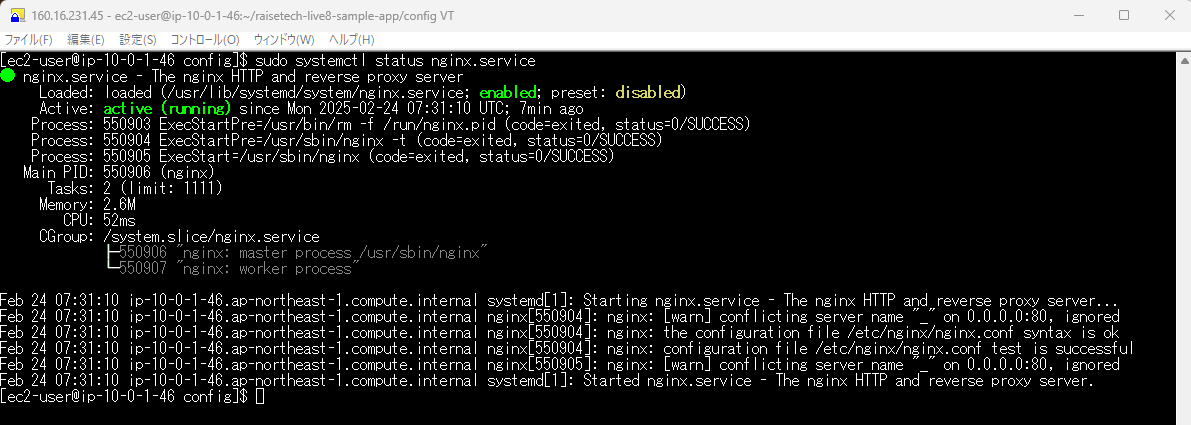 160.16.231.45 - ec2-user@ip-10-0-1-46:~/raisetech-live8-sample-app/config VT
ファイル(F) 編集(E) 設定(S) コントロール(O) ウィンドウ(W) ヘルプ(H)
[ec2-user@ip-10-0-1-46 config]$ sudo systemctl status nginx.service
● nginx.service - The nginx HTTP and reverse proxy server
Loaded: loaded (/usr/lib/systemd/system/nginx.service; enabled; preset: disabled)
Active: active (running) since Mon 2025-02-24 07:31:10 UTC; 7min ago
Process: 550903 ExecStartPre=/usr/bin/rm -f /run/nginx.pid (code=exited, status=0/SUCCESS)
Process: 550904 ExecStartPre=/usr/sbin/nginx -t (code=exited, status=0/SUCCESS)
Process: 550905 ExecStart=/usr/sbin/nginx (code=exited, status=0/SUCCESS)
Main PID: 550906 (nginx)
Tasks: 2 (limit: 1111)
Memory: 2.6M
CPU: 52ms
CGroup: /system.slice/nginx.service
├─550906 "nginx: master process /usr/sbin/nginx"
└─550907 "nginx: worker process"
Feb 24 07:31:10 ip-10-0-1-46.ap-northeast-1.compute.internal systemd[1]: Starting nginx.service - The nginx HTTP and reverse proxy server...
Feb 24 07:31:10 ip-10-0-1-46.ap-northeast-1.compute.internal nginx[550904]: nginx: [warn] conflicting server name "_" on 0.0.0.0:80, ignored
Feb 24 07:31:10 ip-10-0-1-46.ap-northeast-1.compute.internal nginx[550904]: nginx: the configuration file /etc/nginx/nginx.conf syntax is ok
Feb 24 07:31:10 ip-10-0-1-46.ap-northeast-1.compute.internal nginx[550904]: nginx: configuration file /etc/nginx/nginx.conf test is successful
Feb 24 07:31:10 ip-10-0-1-46.ap-northeast-1.compute.internal nginx[550905]: nginx: [warn] conflicting server name "_" on 0.0.0.0:80, ignored
Feb 24 07:31:10 ip-10-0-1-46.ap-northeast-1.compute.internal systemd[1]: Started nginx.service - The nginx HTTP and reverse proxy server.
[ec2-user@ip-10-0-1-46 config]$